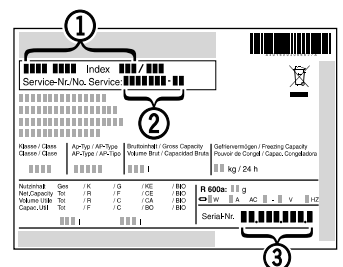 1
Index /
Service-Nr./No. Service: -
2
Klasse / Class Ap-Typ / AP-Type Bruttoinhalt / Gross Capacity Gefriervermögen / Freezing Capacity
Classe / Clase AP-Type / AP-Tipo Volume Brut / Capacidad Bruta Pouvoir de Congel / Capac. Congeladora
l kg / 24 h
Nutzinhalt Ges / K / G / KE / BIO
Net.Capacity Tot / R / F / CE / BIO
Volume Utile Tot / R / C / CA / BIO
Capac. Util Tot / F / C / BO / BIO
l l
R 600a: g
W A AC - V HZ
Serial-Nr.
3